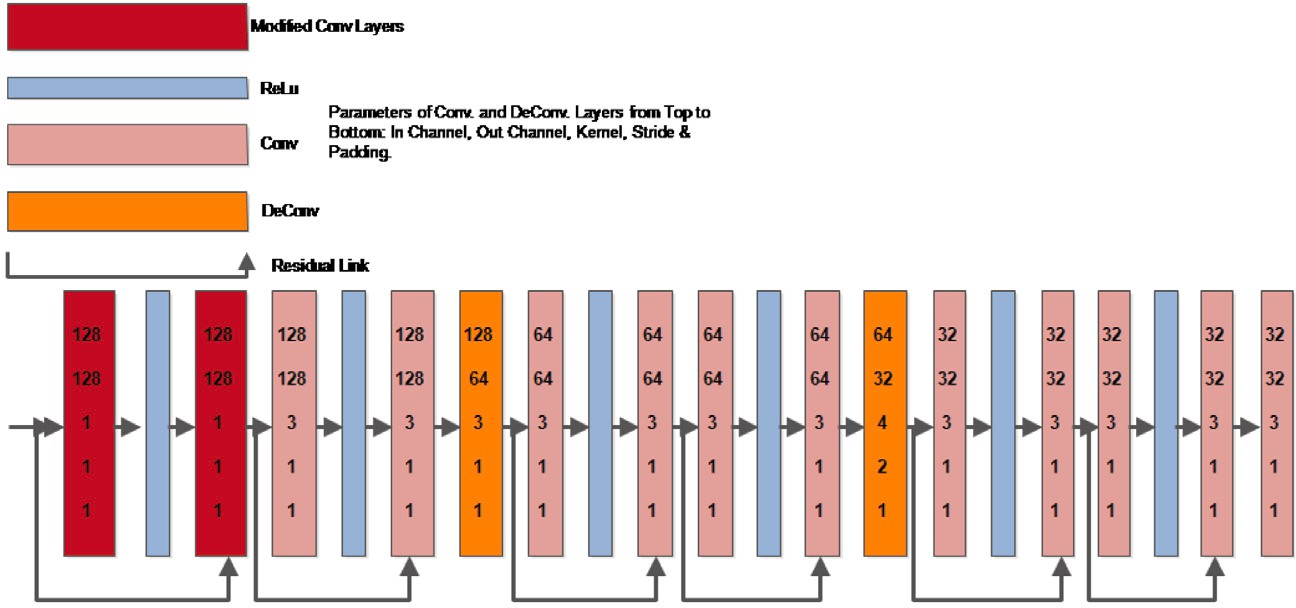 Modified Conv Layers
ReLu
Parameters of Conv. and DeConv. Layers from Top to
Bottom: In Channel, Out Channel, Kernel, Stride &
Padding.
Conv
DeConv
Residual Link
128 128 128 128 128 64 64 64 64 64 32 32 32 32 32
128 128 128 128 64 64 64 64 64 32 32 32 32 32 32
1 1 3 3 3 3 3 3 3 4 3 3 3 3 3
1 1 1 1 1 1 1 1 1 2 1 1 1 1 1
1 1 1 1 1 1 1 1 1 1 1 1 1 1 1